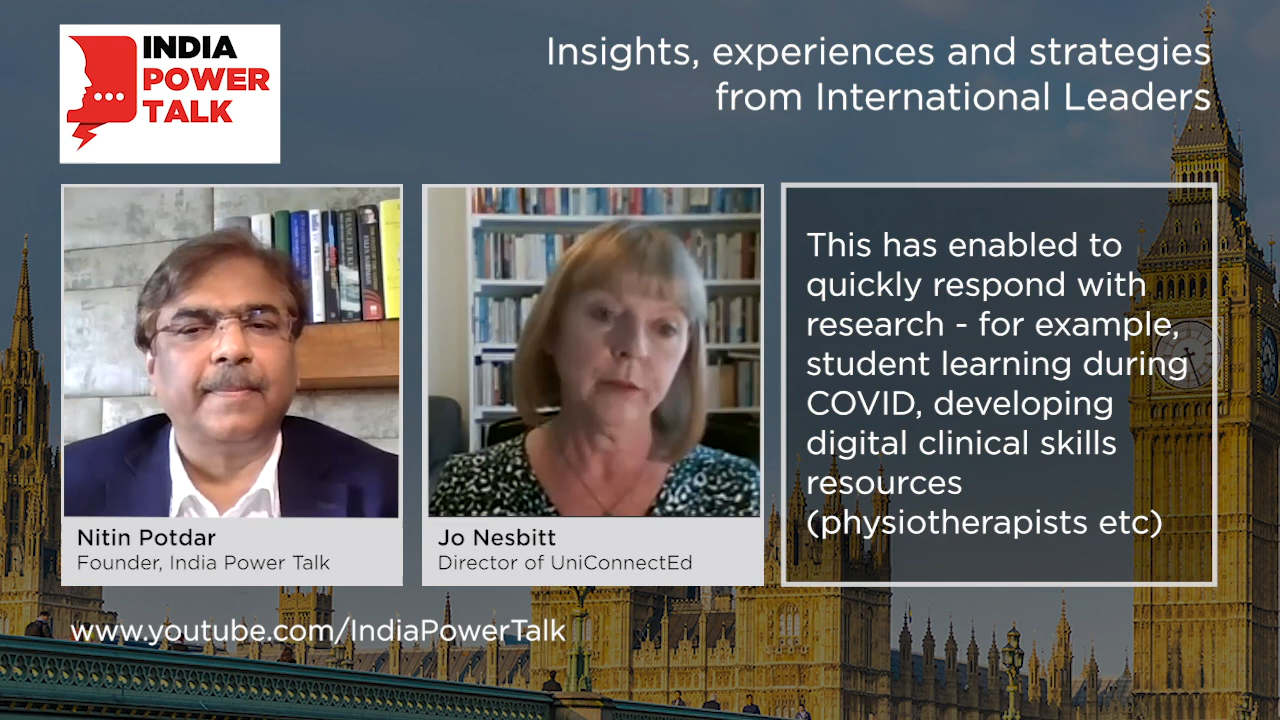 INDIA
POWER
TALK
Insights, experiences and strategies
from International Leaders
This has enabled to
quickly respond with
research - for example,
student learning during
COVID, developing
digital clinical skills
resources
(physiotherapists etc)
Nitin Potdar
Founder, India Power Talk
Jo Nesbitt
Director of UniConnectEd
www.youtube.com/IndiaPowerTalk